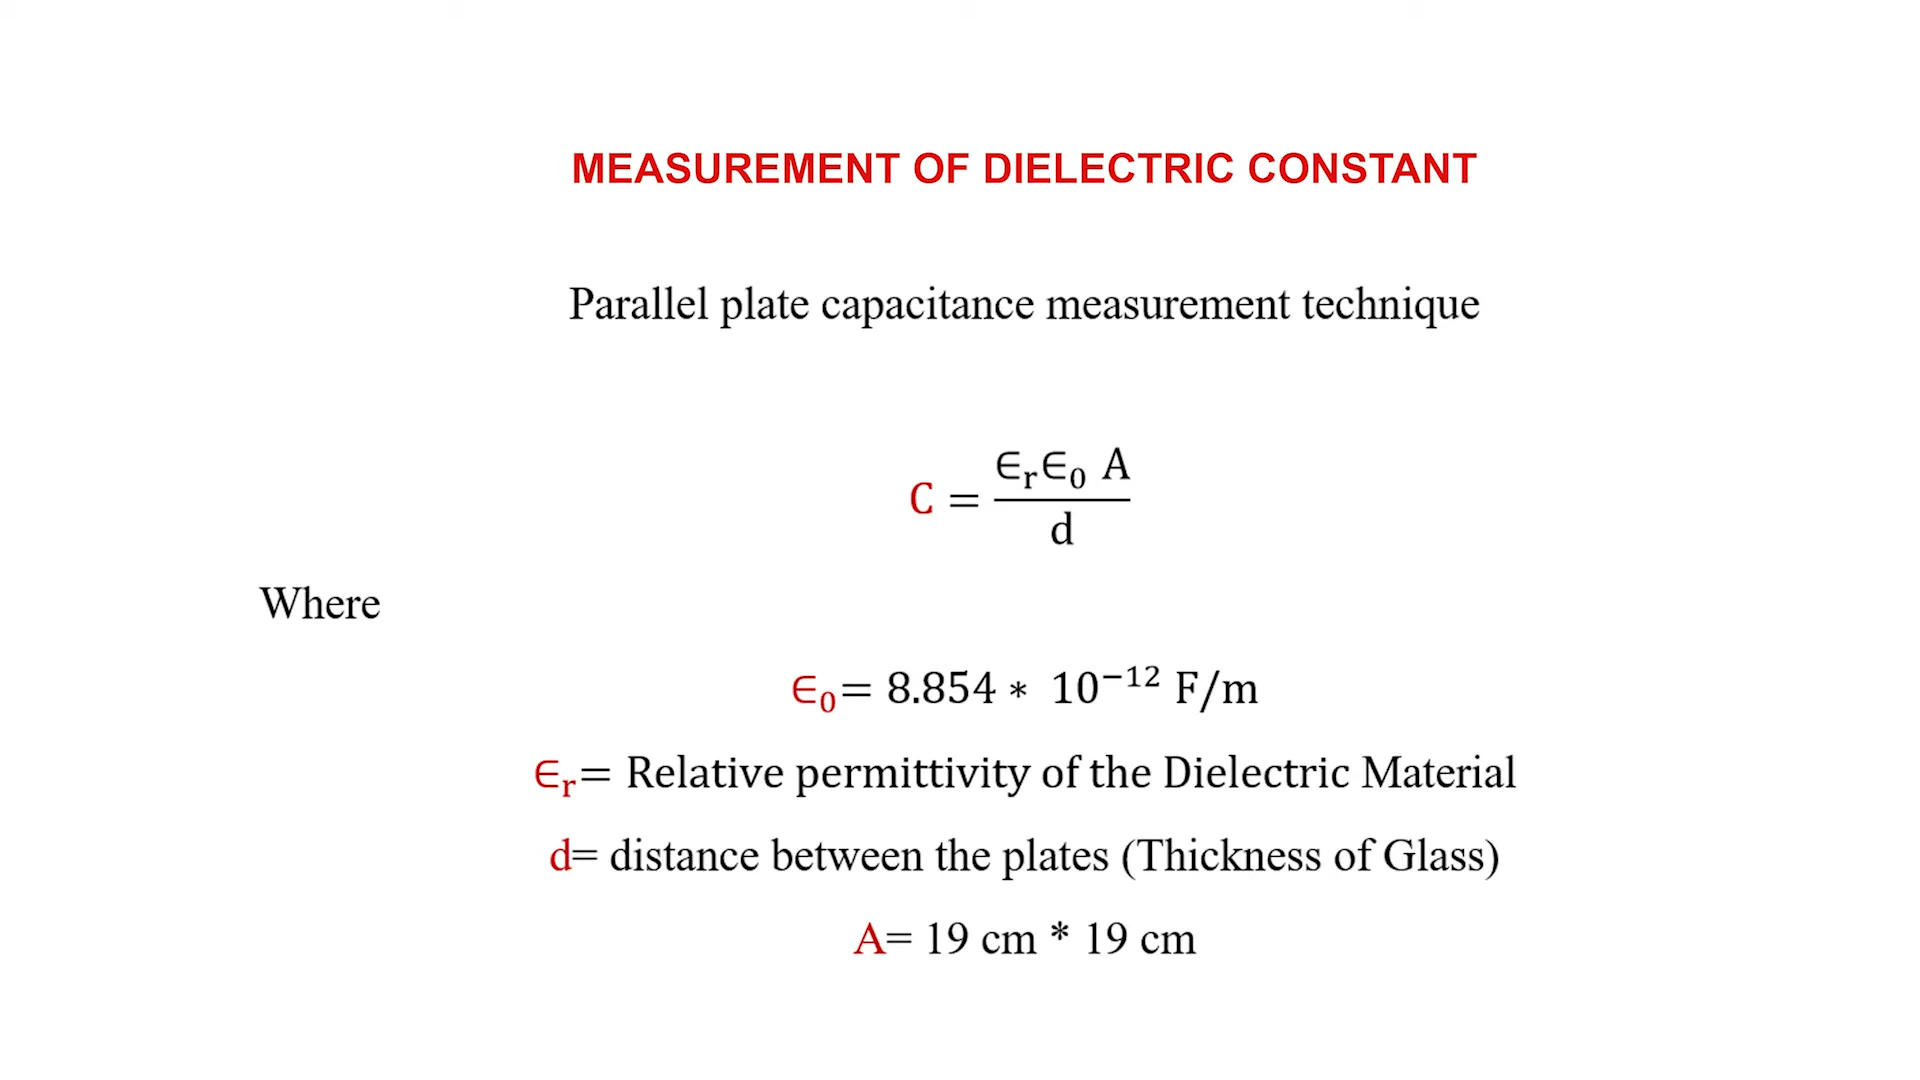 MEASUREMENT OF DIELECTRIC CONSTANT
Parallel plate capacitance measurement technique
C = ∈r∈0 A / d
Where
∈0= 8.854 * 10⁻¹² F/m
∈r= Relative permittivity of the Dielectric Material
d= distance between the plates (Thickness of Glass)
A= 19 cm * 19 cm